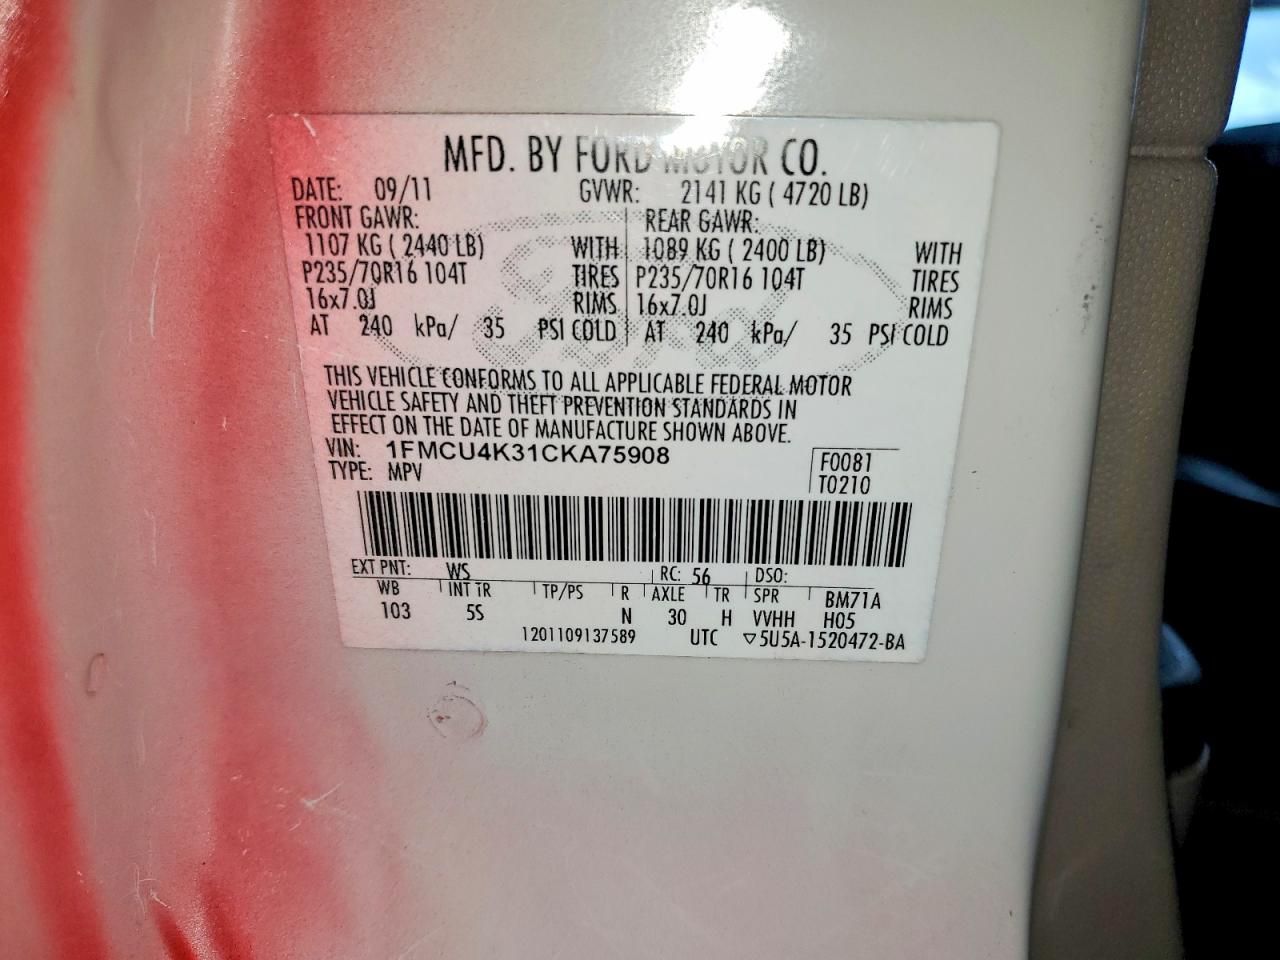 MFD. BY FORD MOTOR CO.
DATE: 09/11 GVWR: 2141 KG ( 4720 LB)
FRONT GAWR: REAR GAWR:
1107 KG ( 2440 LB) WITH 1089 KG ( 2400 LB) WITH
P235/70R16 104T TIRES P235/70R16 104T TIRES
16x7.0J RIMS 16x7.0J RIMS
AT 240 kPa/ 35 PSI COLD AT 240 kPa/ 35 PSI COLD
Ford
THIS VEHICLE CONFORMS TO ALL APPLICABLE FEDERAL MOTOR
VEHICLE SAFETY AND THEFT PREVENTION STANDARDS IN
EFFECT ON THE DATE OF MANUFACTURE SHOWN ABOVE.
VIN: 1FMCU4K31CKA75908
TYPE: MPV
F0081
T0210
EXT PNT: WS RC: 56 DSO:
WB INT TR TP/PS R AXLE TR SPR BM71A
103 5S N 30 H VVHH H05
1201109137589 UTC ▽5U5A-1520472-BA